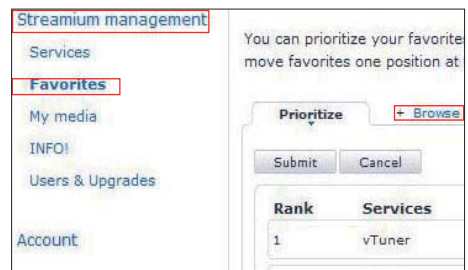 Streamium management
Services
Favorites
My media
INFO!
Users & Upgrades
Account
You can prioritize your favorite
move favorites one position at
Prioritize
+ Browse
Submit Cancel
Rank Services
1 vTuner